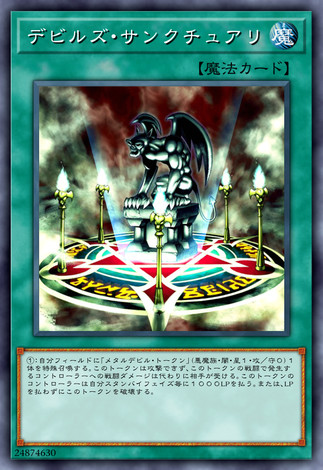 デビルズ・サンクチュアリ 魔
【魔法カード】
①:自分フィールドに「メタルデビル・トークン」(悪魔族・闇・星1・攻/守0)1
体を特殊召喚する。このトークンは攻撃できず、このトークンの戦闘で発生す
るコントローラーへの戦闘ダメージは代わりに相手が受ける。このトークンの
コントローラーは自分スタンバイフェイズ毎に1000LPを払う。または、LP
を払わずにこのトークンを破壊する。
24874630